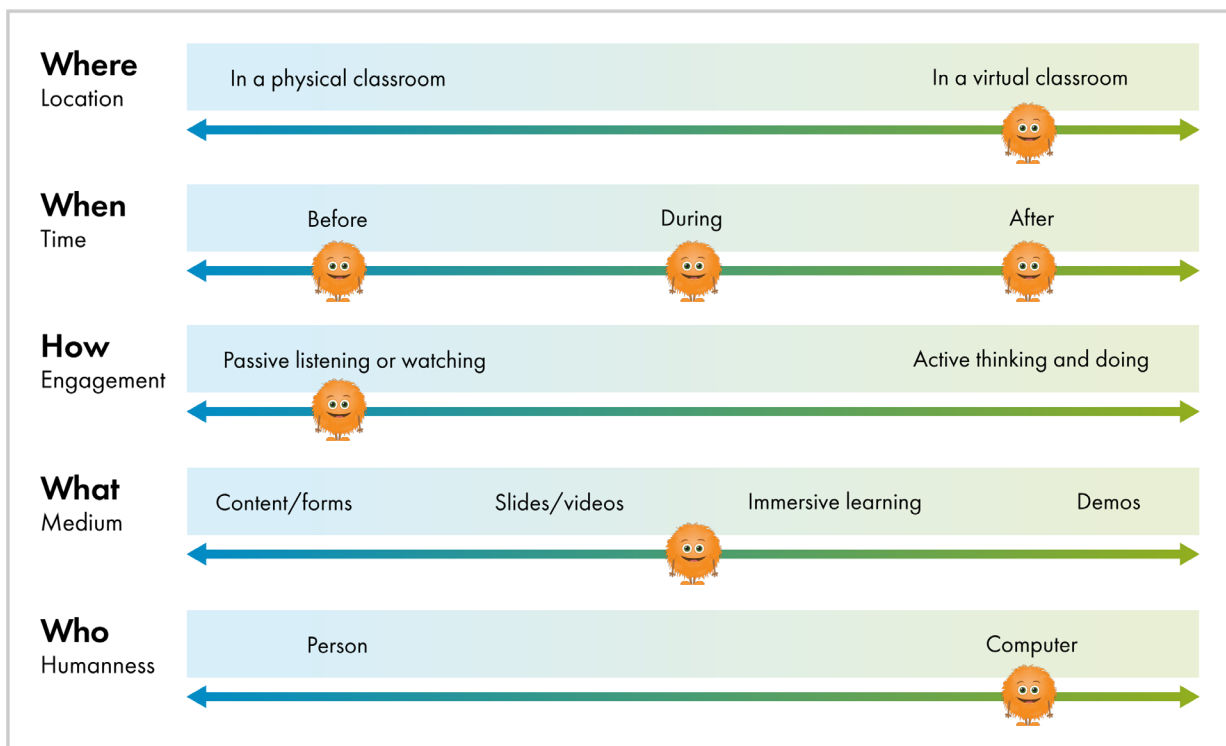 Where
Location
In a physical classroom
In a virtual classroom
When
Time
Before
During
After
How
Engagement
Passive listening or watching
Active thinking and doing
What
Medium
Content/forms
Slides/videos
Immersive learning
Demos
Who
Humanness
Person
Computer